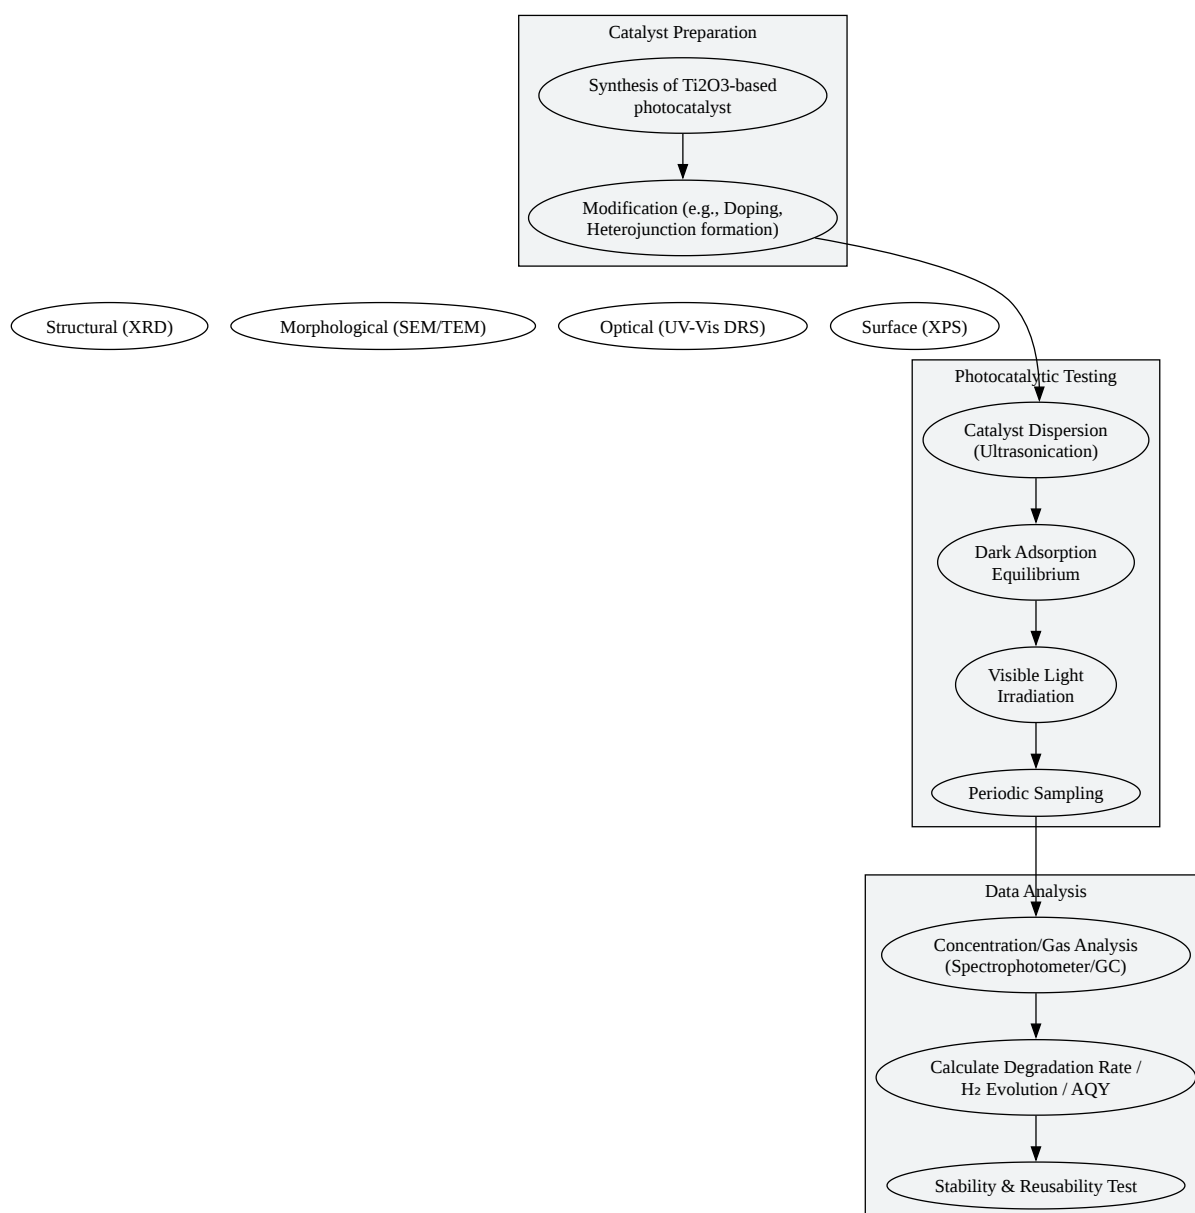 Catalyst Preparation
Synthesis of Ti2O3-based
photocatalyst
Modification (e.g., Doping,
Heterojunction formation)
Structural (XRD)
Morphological (SEM/TEM)
Optical (UV-Vis DRS)
Surface (XPS)
Photocatalytic Testing
Catalyst Dispersion
(Ultrasonication)
Dark Adsorption
Equilibrium
Visible Light
Irradiation
Periodic Sampling
Data Analysis
Concentration/Gas Analysis
(Spectrophotometer/GC)
Calculate Degradation Rate /
H₂ Evolution / AQY
Stability & Reusability Test